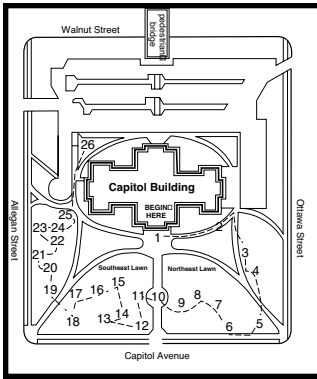 Walnut Street
pedestrian
bridge
26
Capitol Building
BEGIN
HERE
Allegan Street
Ottawa Street
25
23-24
22
21
20
19
1
2
3
4
Southeast Lawn
Northeast Lawn
15
16
17
18
14
13
12
11
10
9
8
7
6
5
Capitol Avenue